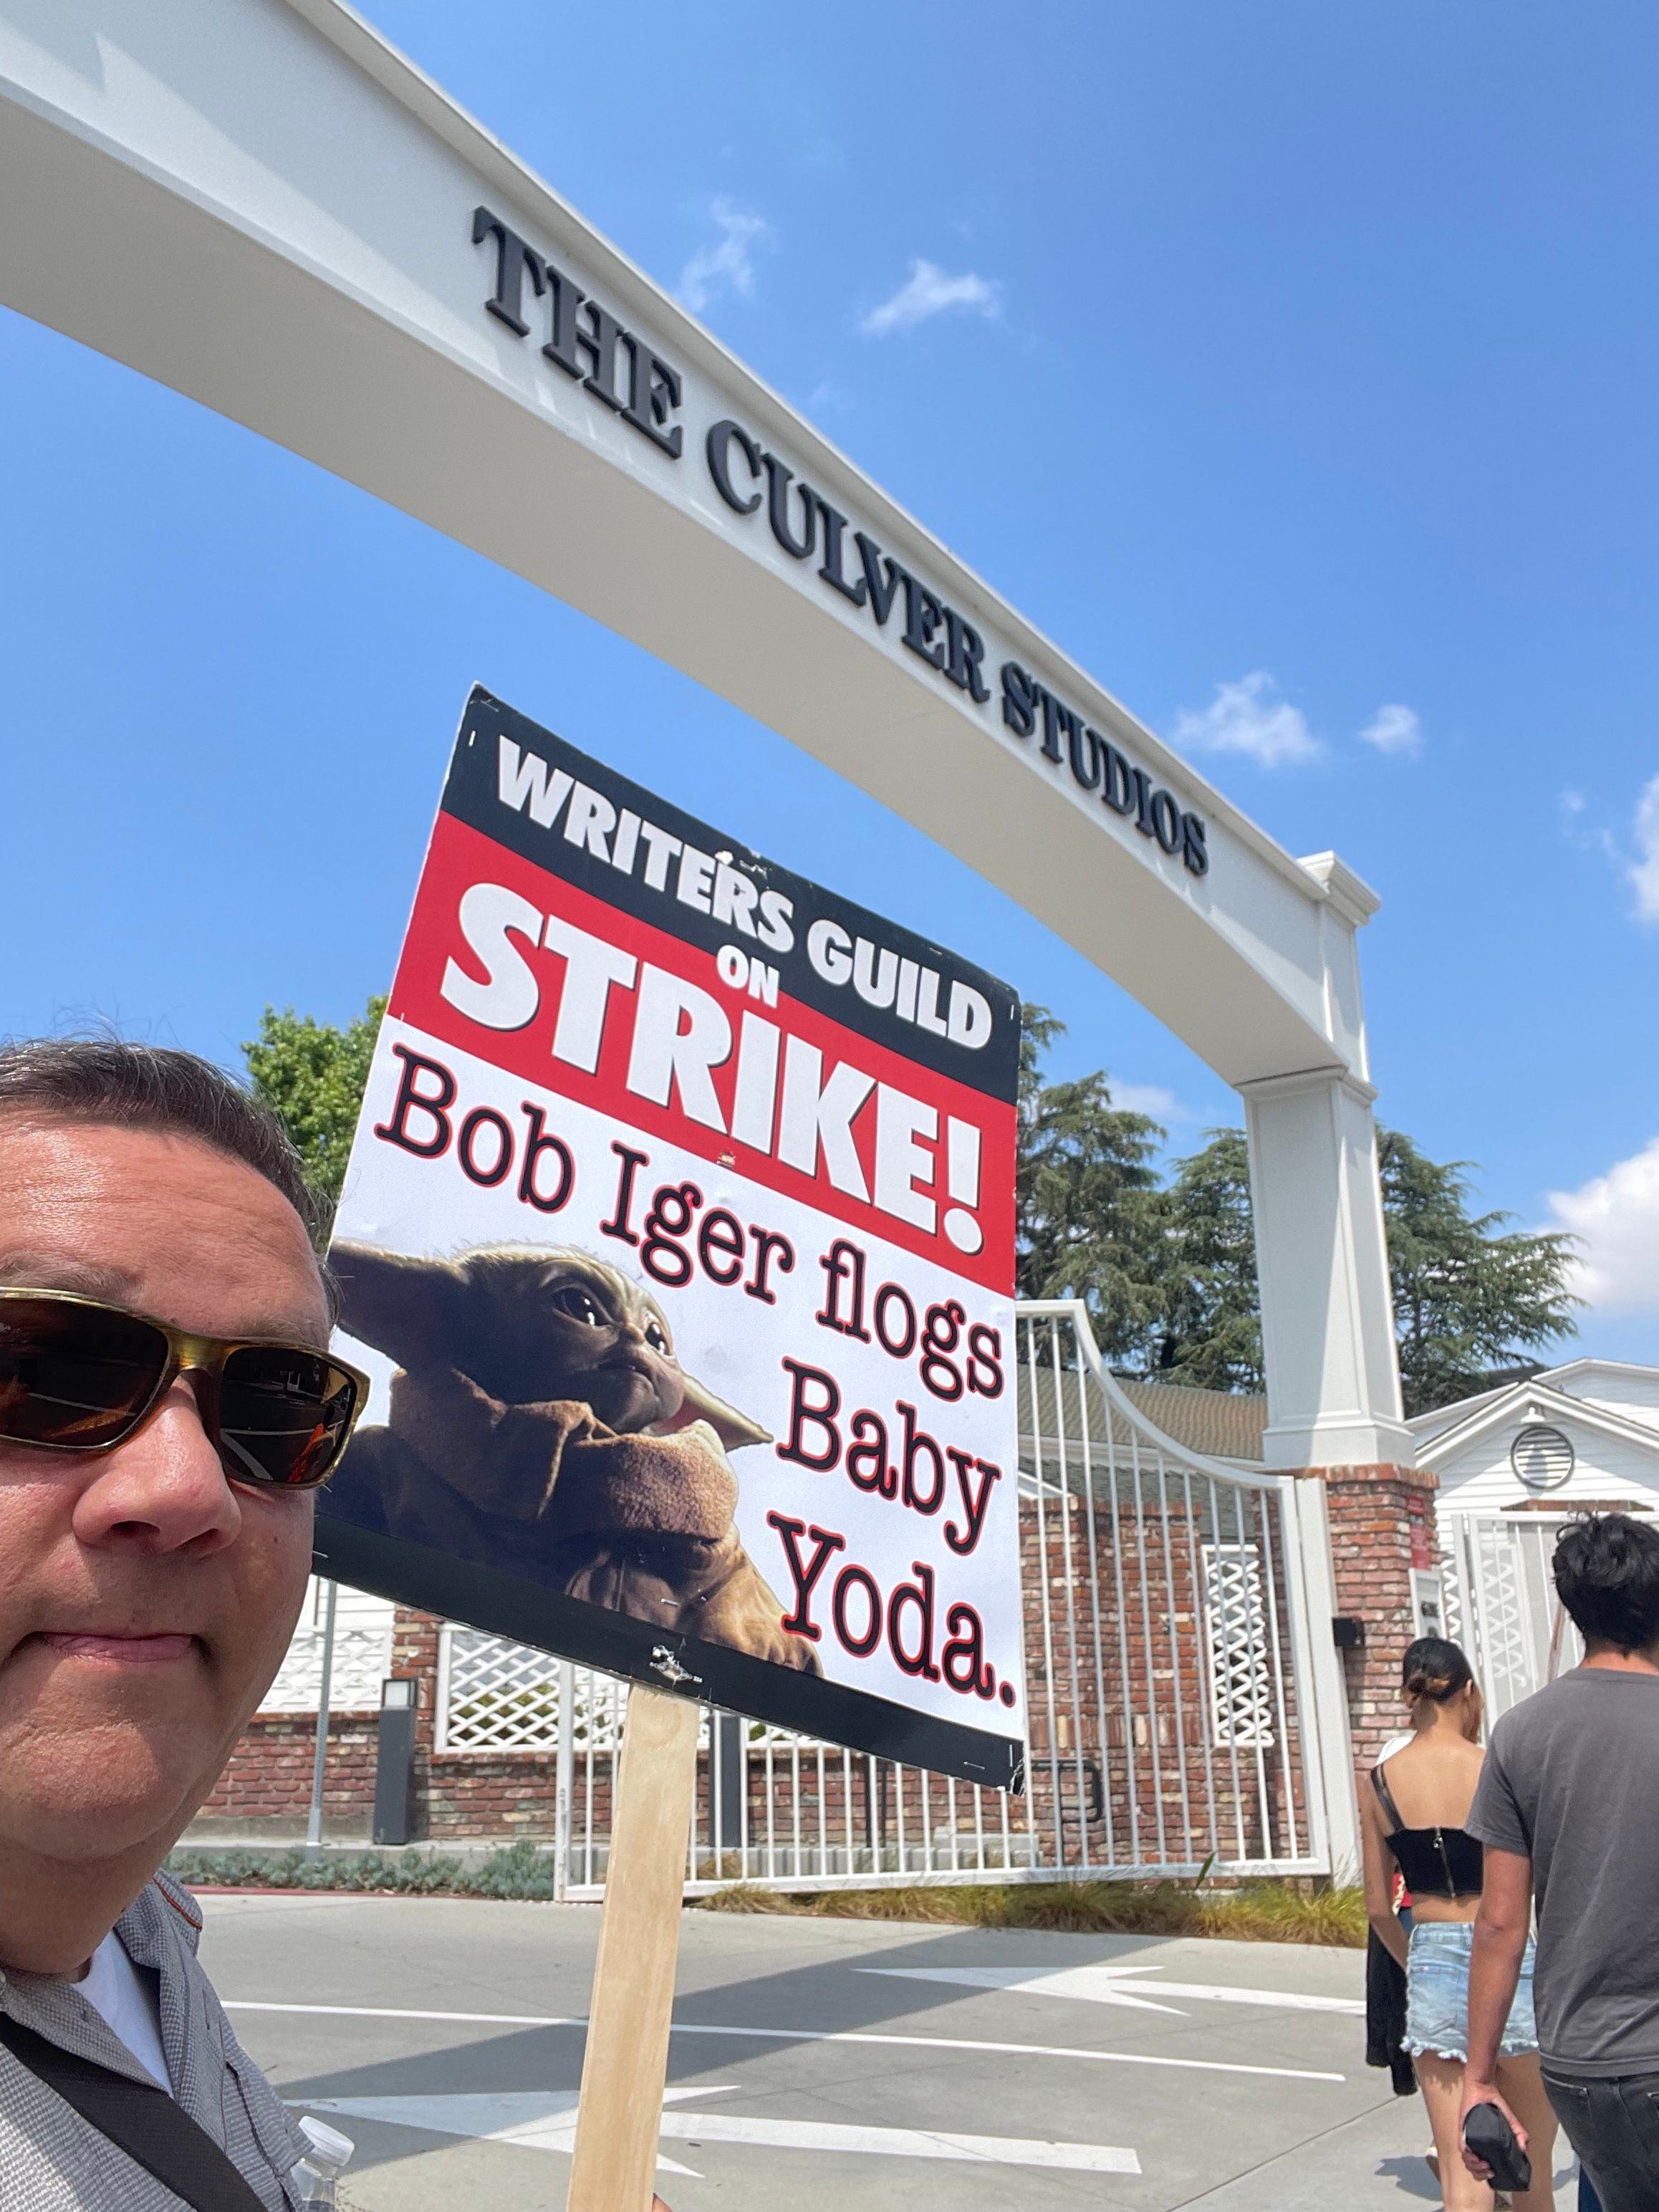 THE CULVER STUDIOS
WRITERS GUILD
ON
STRIKE!
Bob Iger flogs
Baby
Yoda.